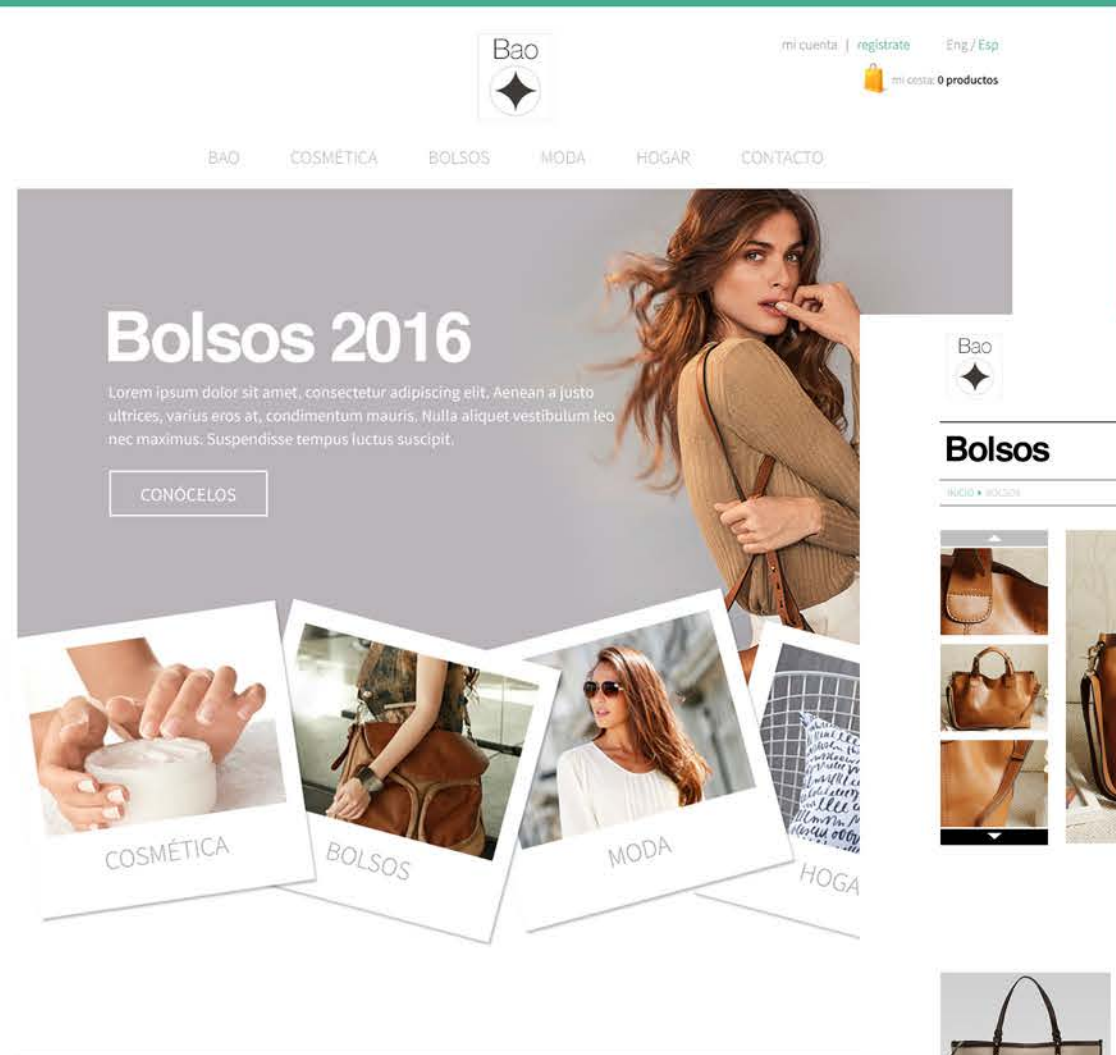 Bao
mi cuenta | regístrate Eng / Esp
mi cesta: 0 productos
BAO COSMÉTICA BOLSOS MODA HOGAR CONTACTO
Bolsos 2016
Lorem ipsum dolor sit amet, consectetur adipiscing elit. Aenean a justo
ultrices, varius eros at, condimentum mauris. Nulla aliquet vestibulum leo
nec maximus. Suspendisse tempus luctus suscipit.
CONÓCELOS
COSMÉTICA
BOLSOS
MODA
HOGA
Bao
Bolsos
INICIO BOLSOS